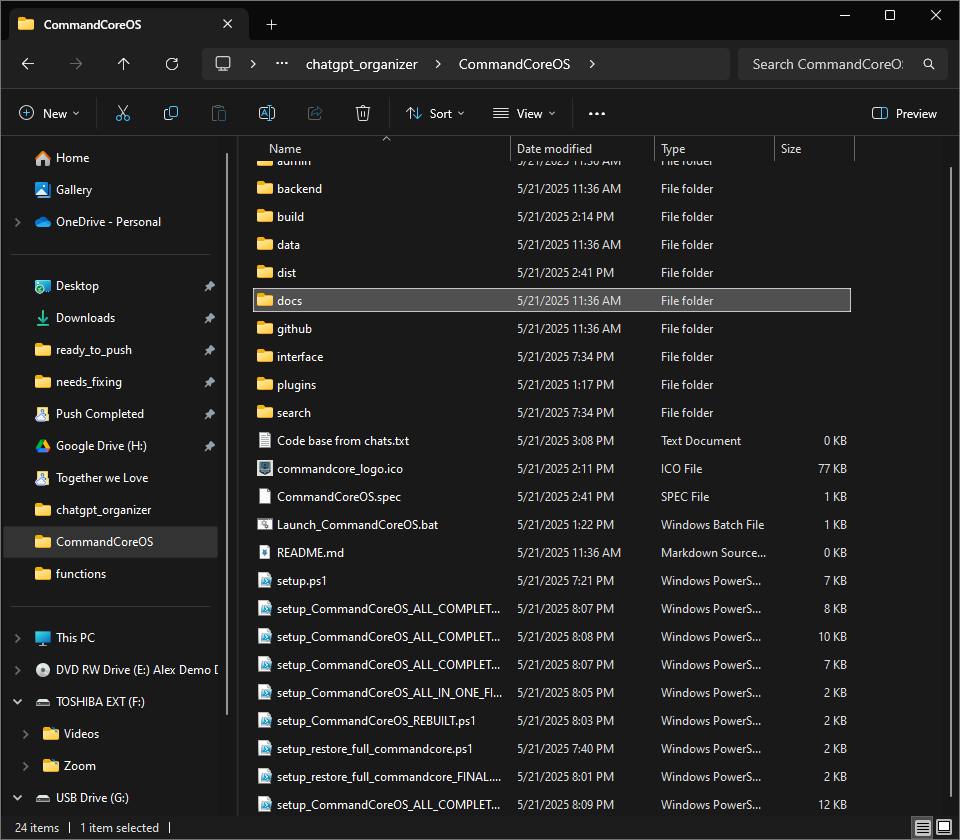 CommandCoreOS
chatgpt_organizer
CommandCoreOS
Search CommandCoreOS
New
Sort
View
Preview
Home
Gallery
OneDrive - Personal
Desktop
Downloads
ready_to_push
needs_fixing
Push Completed
Google Drive (H:)
Together we Love
chatgpt_organizer
CommandCoreOS
functions
This PC
DVD RW Drive (E:) Alex Demo D
TOSHIBA EXT (F:)
Videos
Zoom
USB Drive (G:)
Name Date modified Type Size
admin 5/21/2025 11:36 AM File folder
backend 5/21/2025 11:36 AM File folder
build 5/21/2025 2:14 PM File folder
data 5/21/2025 11:36 AM File folder
dist 5/21/2025 2:41 PM File folder
docs 5/21/2025 11:36 AM File folder
github 5/21/2025 11:36 AM File folder
interface 5/21/2025 7:34 PM File folder
plugins 5/21/2025 1:17 PM File folder
search 5/21/2025 7:34 PM File folder
Code base from chats.txt 5/21/2025 3:08 PM Text Document 0 KB
commandcore_logo.ico 5/21/2025 2:11 PM ICO File 77 KB
CommandCoreOS.spec 5/21/2025 2:41 PM SPEC File 1 KB
Launch_CommandCoreOS.bat 5/21/2025 1:22 PM Windows Batch File 1 KB
README.md 5/21/2025 11:36 AM Markdown Source... 0 KB
setup.ps1 5/21/2025 7:21 PM Windows PowerS... 7 KB
setup_CommandCoreOS_ALL_COMPLET... 5/21/2025 8:07 PM Windows PowerS... 8 KB
setup_CommandCoreOS_ALL_COMPLET... 5/21/2025 8:08 PM Windows PowerS... 10 KB
setup_CommandCoreOS_ALL_COMPLET... 5/21/2025 8:07 PM Windows PowerS... 7 KB
setup_CommandCoreOS_ALL_IN_ONE_FI... 5/21/2025 8:05 PM Windows PowerS... 2 KB
setup_CommandCoreOS_REBUILT.ps1 5/21/2025 8:03 PM Windows PowerS... 2 KB
setup_restore_full_commandcore.ps1 5/21/2025 7:40 PM Windows PowerS... 2 KB
setup_restore_full_commandcore_FINAL.... 5/21/2025 8:01 PM Windows PowerS... 2 KB
setup_CommandCoreOS_ALL_COMPLET... 5/21/2025 8:09 PM Windows PowerS... 12 KB
24 items 1 item selected